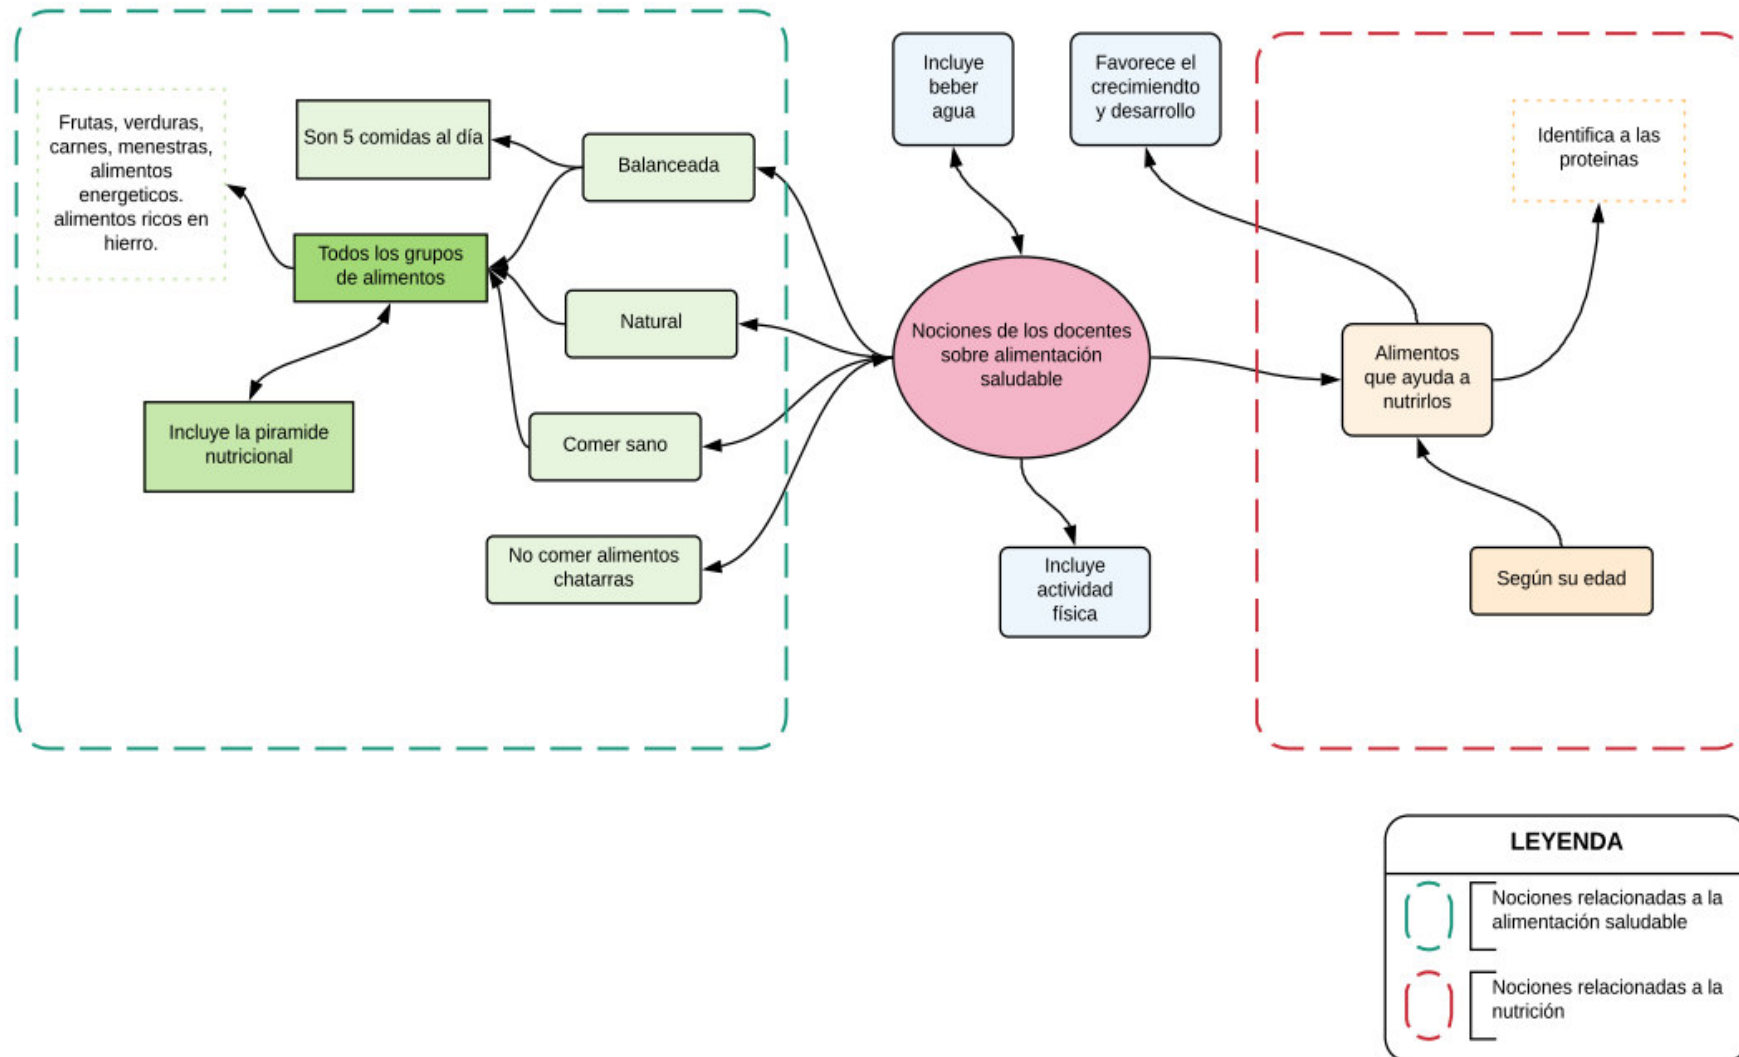 Frutas, verduras,
carnes, menestras,
alimentos
energeticos.
alimentos ricos en
hierro.
Son 5 comidas al día
Balanceada
Todos los grupos
de alimentos
Natural
Incluye la piramide
nutricional
Comer sano
No comer alimentos
chatarras
Incluye
beber
agua
Favorece el
crecimiendto
y desarrollo
Nociones de los docentes
sobre alimentación
saludable
Incluye
actividad
física
Identifica a las
proteinas
Alimentos
que ayuda a
nutrirlos
Según su edad
LEYENDA
Nociones relacionadas a la
alimentación saludable
Nociones relacionadas a la
nutrición